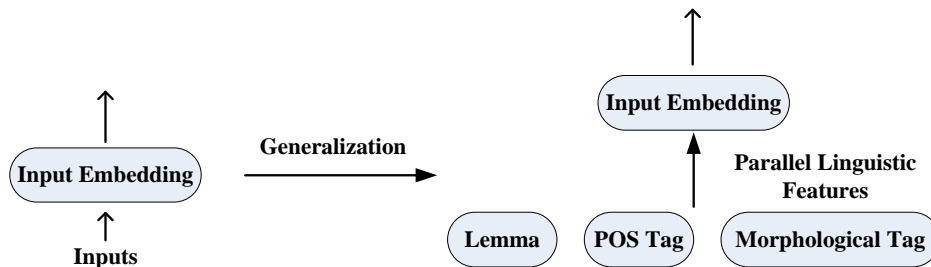 Input Embedding
Inputs
Generalization
Input Embedding
Parallel Linguistic
Features
Lemma
POS Tag
Morphological Tag